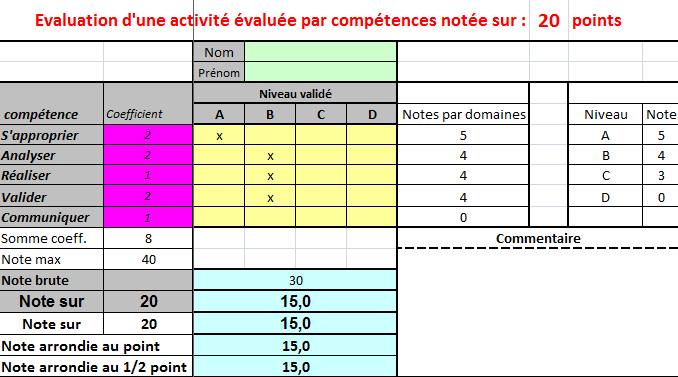 Evaluation d'une activité évaluée par compétences notée sur : 20 points
Nom
Prénom
Niveau validé
compétence Coefficient A B C D Notes par domaines Niveau Note
S'approprier 2 x 5 A 5
Analyser 2 x 4 B 4
Réaliser 1 x 4 C 3
Valider 2 x 4 D 0
Communiquer 1 0
Somme coeff. 8 Commentaire
Note max 40
Note brute 30
Note sur 20 15,0
Note sur 20 15,0
Note arrondie au point 15,0
Note arrondie au 1/2 point 15,0